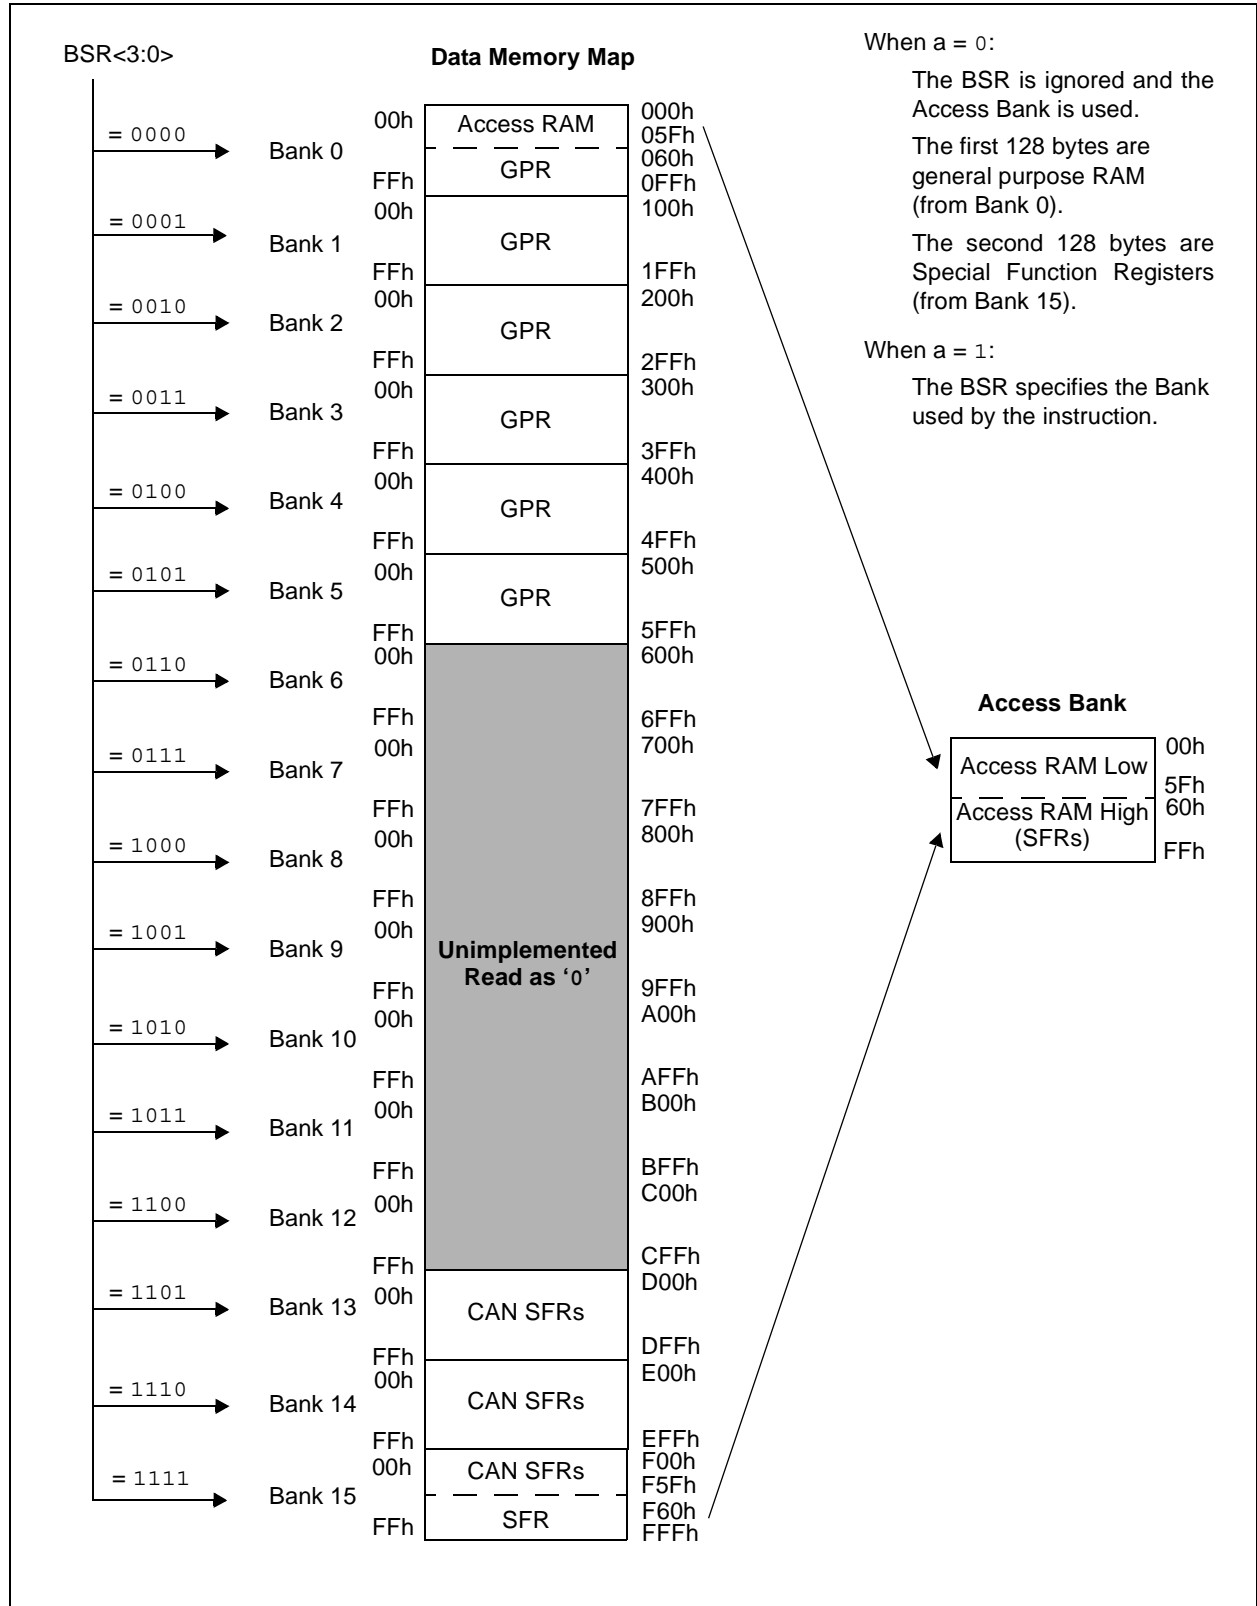 BSR<3:0>
Data Memory Map
When a = 0:
The BSR is ignored and the
Access Bank is used.
The first 128 bytes are
general purpose RAM
(from Bank 0).
The second 128 bytes are
Special Function Registers
(from Bank 15).
When a = 1:
The BSR specifies the Bank
used by the instruction.
= 0000
Bank 0
00h
Access RAM
000h
05Fh
060h
GPR
FFh
0FFh
= 0001
Bank 1
00h
GPR
100h
FFh
1FFh
= 0010
Bank 2
00h
GPR
200h
FFh
2FFh
= 0011
Bank 3
00h
GPR
300h
FFh
3FFh
= 0100
Bank 4
00h
GPR
400h
FFh
4FFh
= 0101
Bank 5
00h
GPR
500h
FFh
5FFh
= 0110
Bank 6
00h
600h
FFh
6FFh
= 0111
Bank 7
00h
700h
FFh
7FFh
= 1000
Bank 8
00h
800h
FFh
8FFh
= 1001
Bank 9
00h
900h
Unimplemented
Read as ‘0’
FFh
9FFh
= 1010
Bank 10
00h
A00h
FFh
AFFh
= 1011
Bank 11
00h
B00h
FFh
BFFh
= 1100
Bank 12
00h
C00h
FFh
CFFh
= 1101
Bank 13
00h
CAN SFRs
D00h
FFh
DFFh
= 1110
Bank 14
00h
CAN SFRs
E00h
FFh
EFFh
= 1111
Bank 15
00h
CAN SFRs
F00h
F5Fh
F60h
SFR
FFh
FFFh
Access Bank
Access RAM Low
00h
5Fh
Access RAM High
(SFRs)
60h
FFh